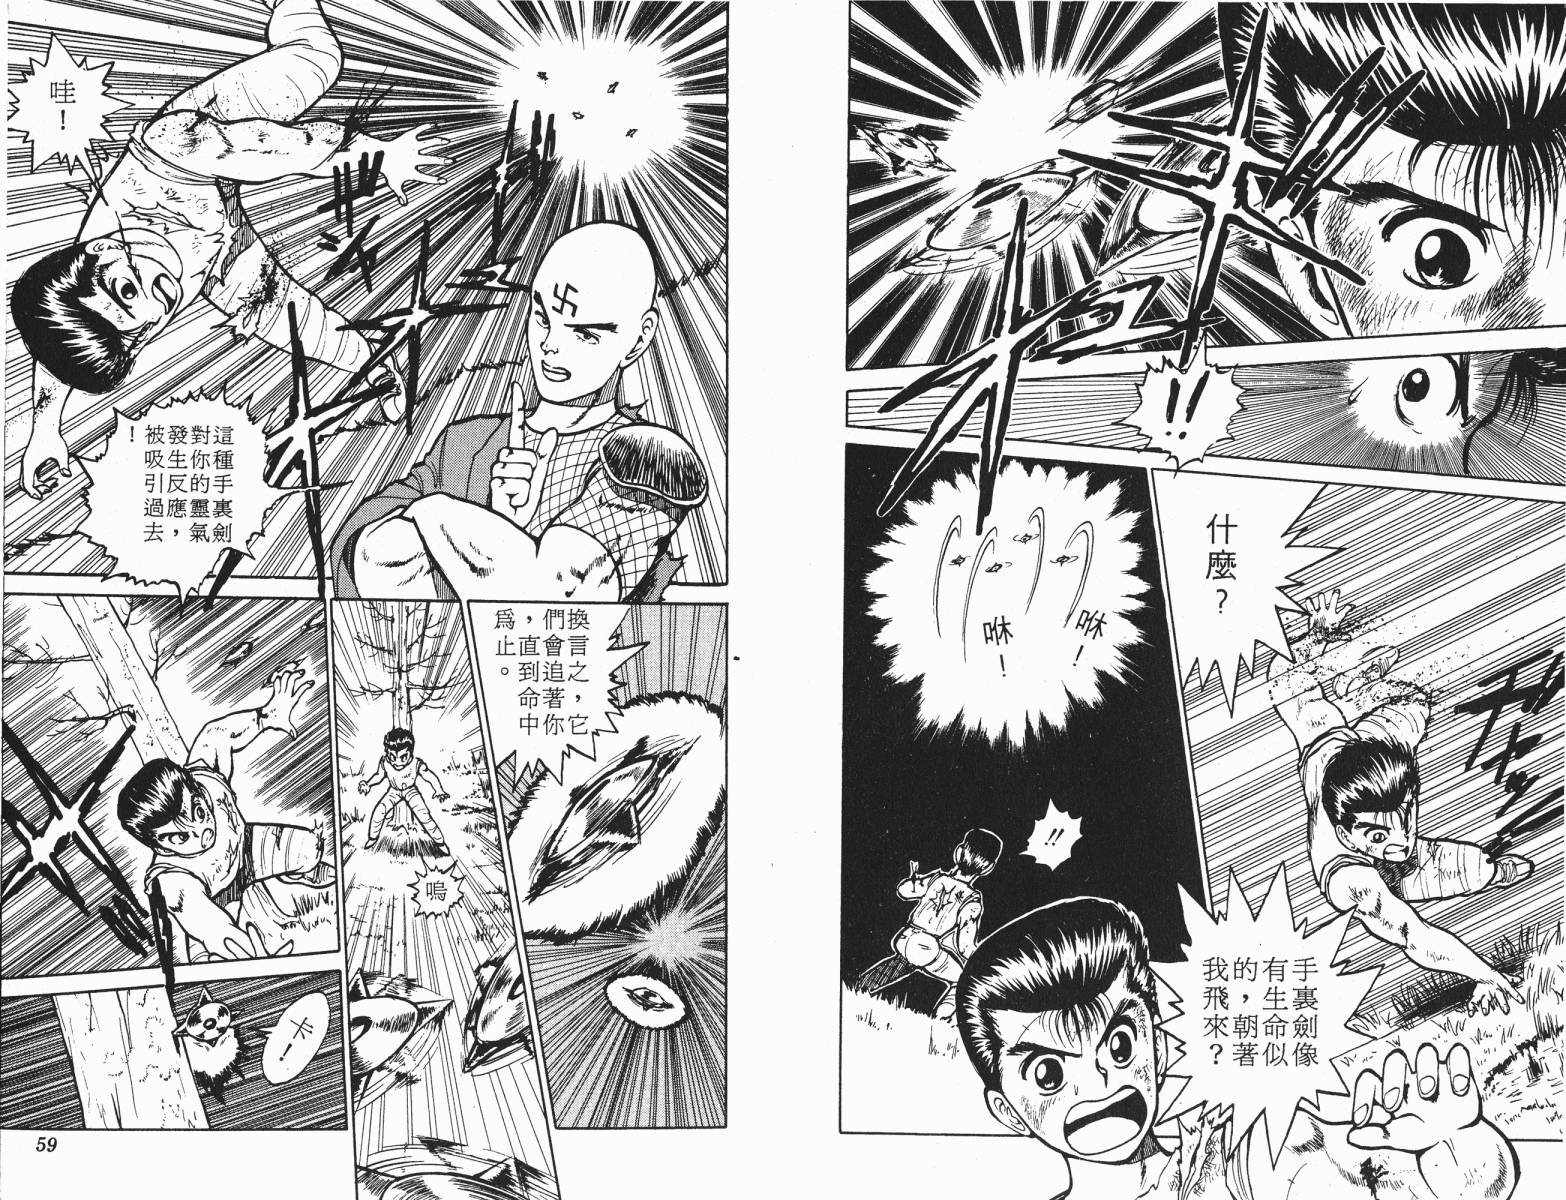 !!
什麼？
咻！
咻！
!!
手裏劍像
有生命似
的，朝著
我飛來？
哇！
這種手裏劍
對你的靈氣
發生反應，
被吸引過去
！
換言之，它
們會追著你
，直到命中
爲止。
嗚
卡！
59